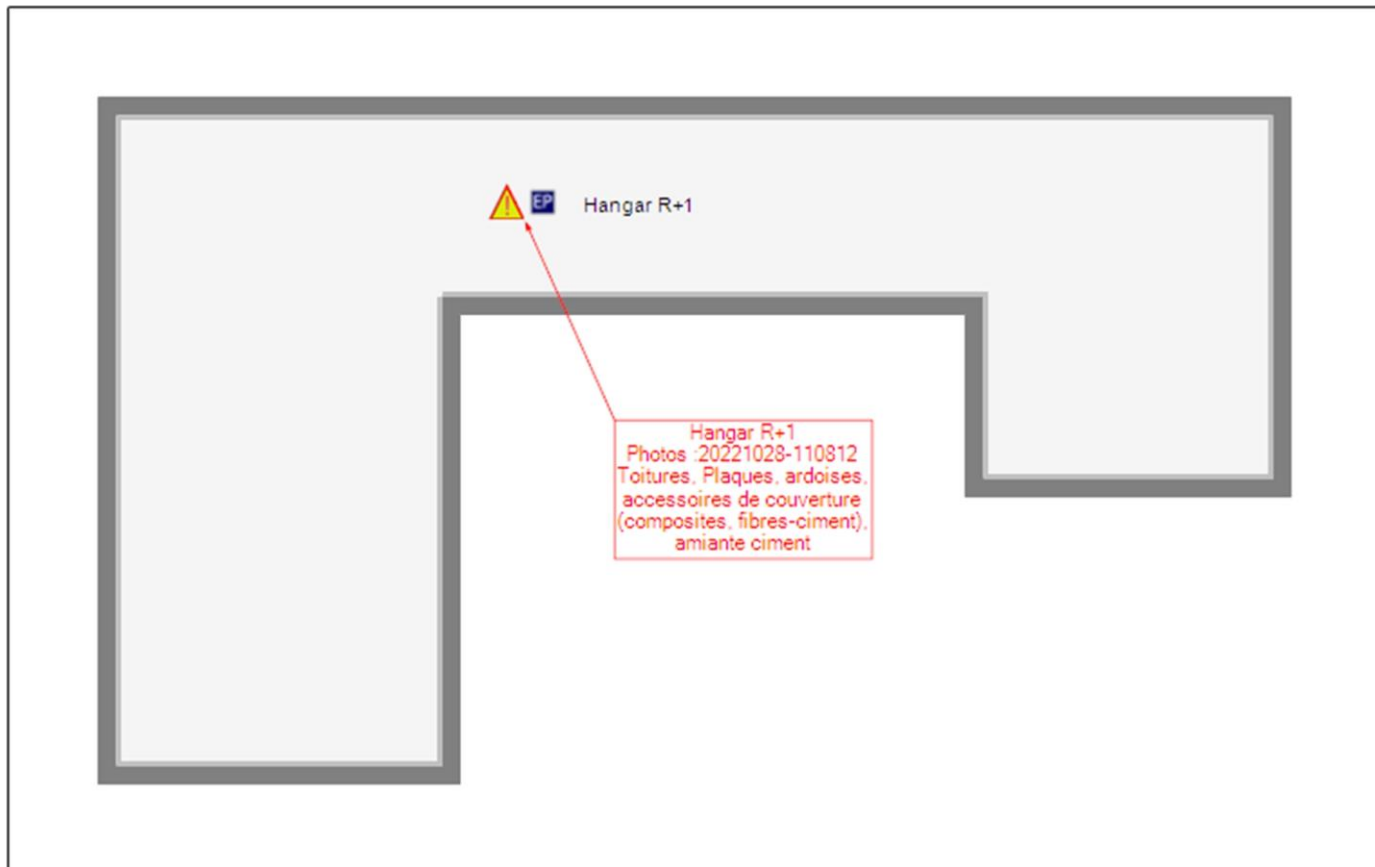 EP Hangar R+1
Hangar R+1
Photos :20221028-110812
Toitures, Plaques, ardoises,
accessoires de couverture
(composites, fibres-ciment),
amiante ciment